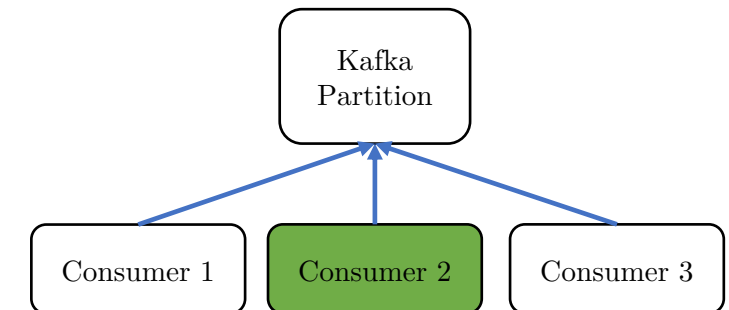 Kafka
Partition
Consumer 1
Consumer 2
Consumer 3